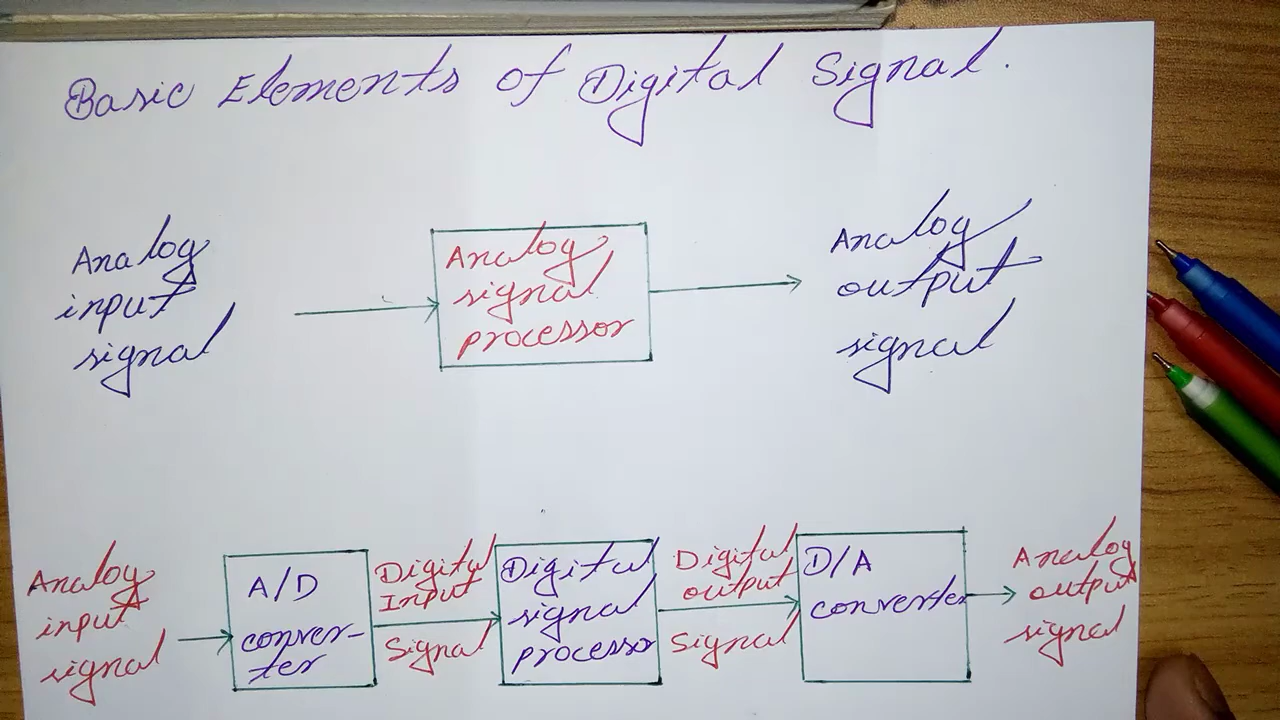 Basic Elements of Digital Signal.
Analog
input
signal
Analog
signal
processor
Analog
output
signal
Analog
input
signal
A/D
conver-
ter
Digital
Input
Signal
Digital
signal
processor
Digital
output
Signal
D/A
converter
Analog
output
signal